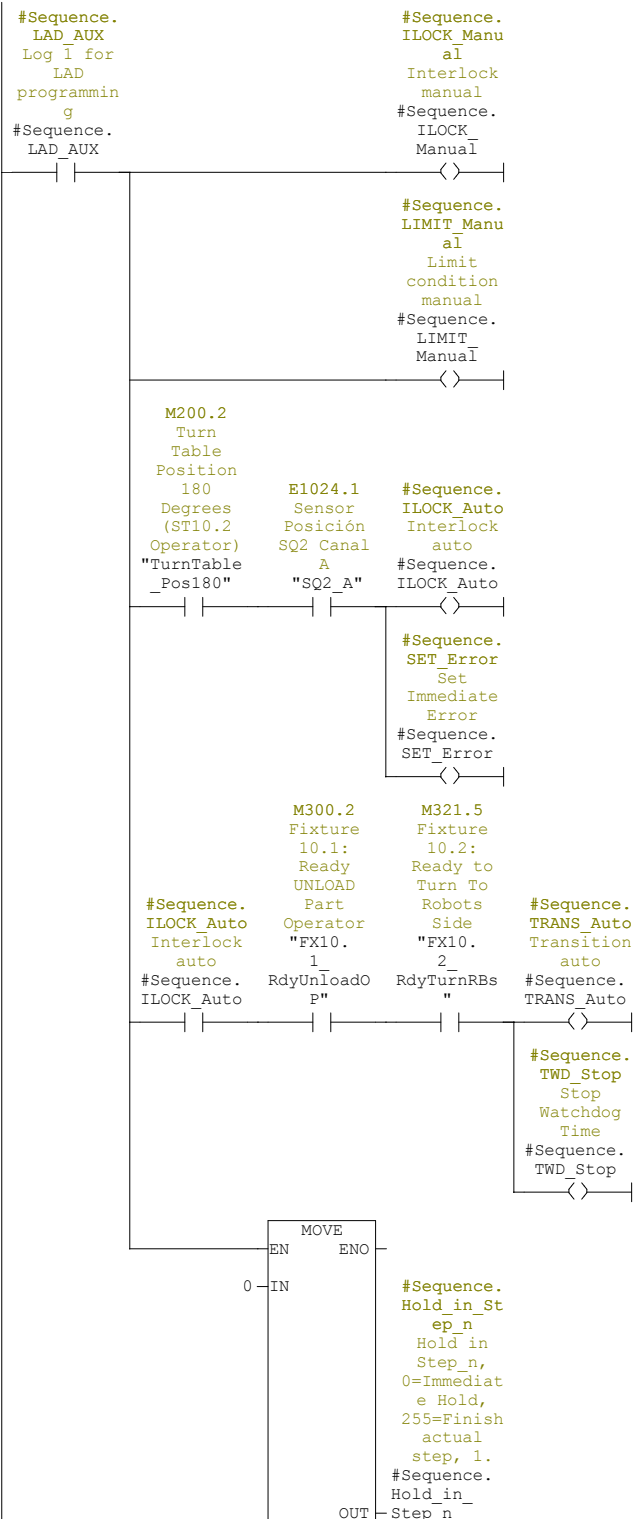 #Sequence.
LAD_AUX
Log 1 for
LAD
programmin
g
#Sequence.
LAD_AUX
#Sequence.
ILOCK_Manu
al
Interlock
manual
#Sequence.
ILOCK_
Manual
#Sequence.
LIMIT_Manu
al
Limit
condition
manual
#Sequence.
LIMIT_
Manual
M200.2
Turn
Table
Position
180
Degrees
(ST10.2
Operator)
"TurnTable
_Pos180"
E1024.1
Sensor
Posición
SQ2 Canal
A
"SQ2_A"
#Sequence.
ILOCK_Auto
Interlock
auto
#Sequence.
ILOCK_Auto
#Sequence.
SET_Error
Set
Immediate
Error
#Sequence.
SET_Error
#Sequence.
ILOCK_Auto
Interlock
auto
#Sequence.
ILOCK_Auto
M300.2
Fixture
10.1:
Ready
UNLOAD
Part
Operator
"FX10.
1_
RdyUnloadO
P"
M321.5
Fixture
10.2:
Ready to
Turn To
Robots
Side
"FX10.
2_
RdyTurnRBs
"
#Sequence.
TRANS_Auto
Transition
auto
#Sequence.
TRANS_Auto
#Sequence.
TWD_Stop
Stop
Watchdog
Time
#Sequence.
TWD_Stop
MOVE
EN ENO
0 IN
#Sequence.
Hold_in_St
ep_n
Hold in
Step_n,
0=Immediat
e Hold,
255=Finish
actual
step, 1.
#Sequence.
Hold_in_
OUT Step_n